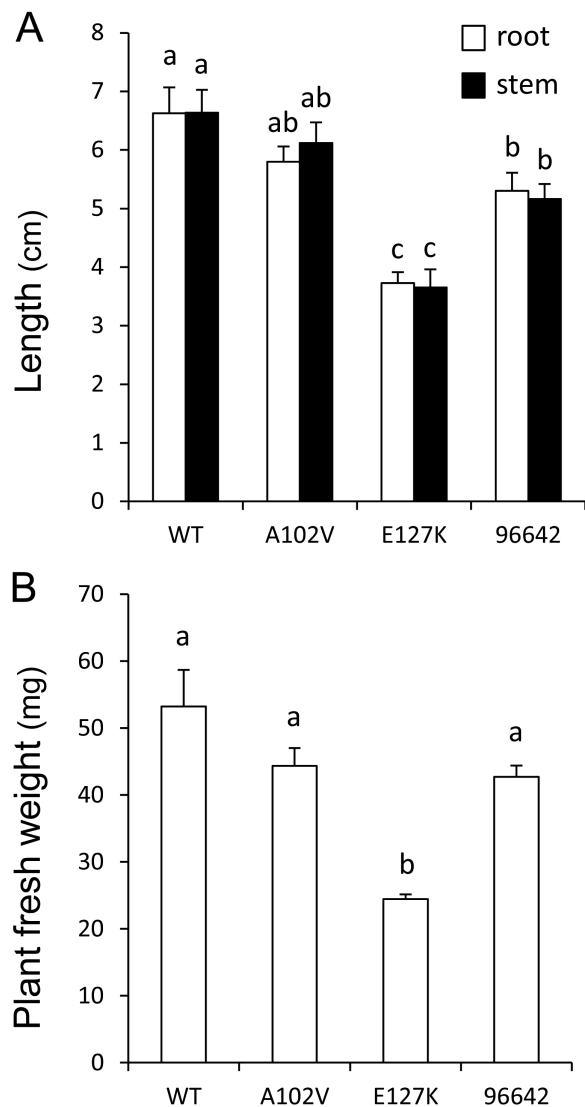 A
root
stem
8
7
6
5
4
3
2
1
0
Length (cm)
a a
ab ab
c c
b b
WT A102V E127K 96642
B
70
60
50
40
30
20
10
0
Plant fresh weight (mg)
a
a
b
a
WT A102V E127K 96642